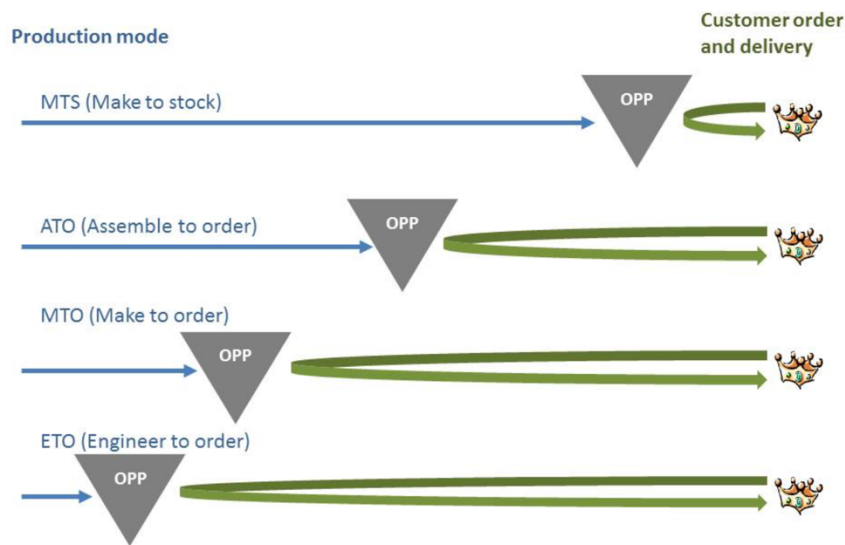 Production mode
Customer order
and delivery
MTS (Make to stock)
OPP
ATO (Assemble to order)
OPP
MTO (Make to order)
OPP
ETO (Engineer to order)
OPP